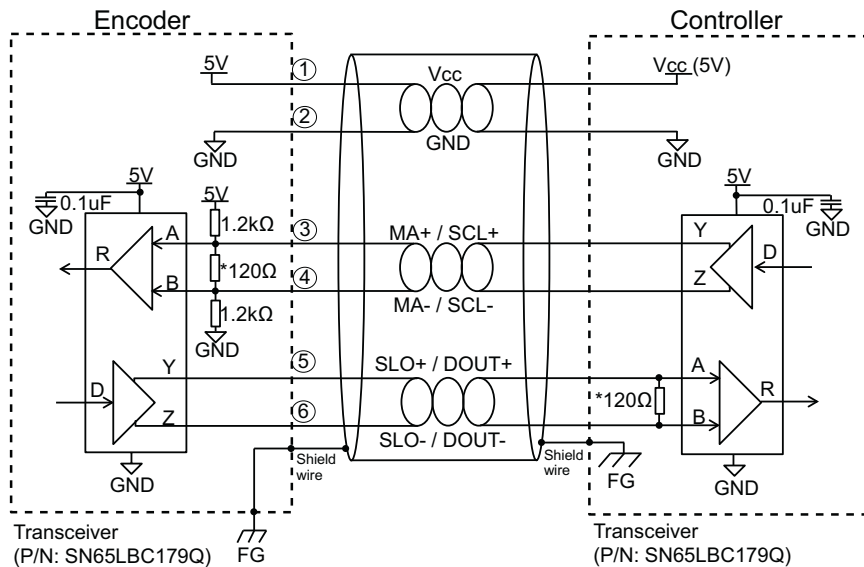 Encoder
Controller
5V
①
Vcc
Vcc (5V)
②
GND
GND
GND
5V
0.1uF
GND
5V
1.2kΩ
③
MA+ / SCL+
A
R
*120Ω
B
④
MA- / SCL-
1.2kΩ
GND
5V
0.1uF
GND
Y
D
Z
⑤
SLO+ / DOUT+
Y
D
Z
⑥
SLO- / DOUT-
GND
*120Ω
A
R
B
GND
Shield
wire
FG
Shield
wire
FG
Transceiver
(P/N: SN65LBC179Q)
Transceiver
(P/N: SN65LBC179Q)